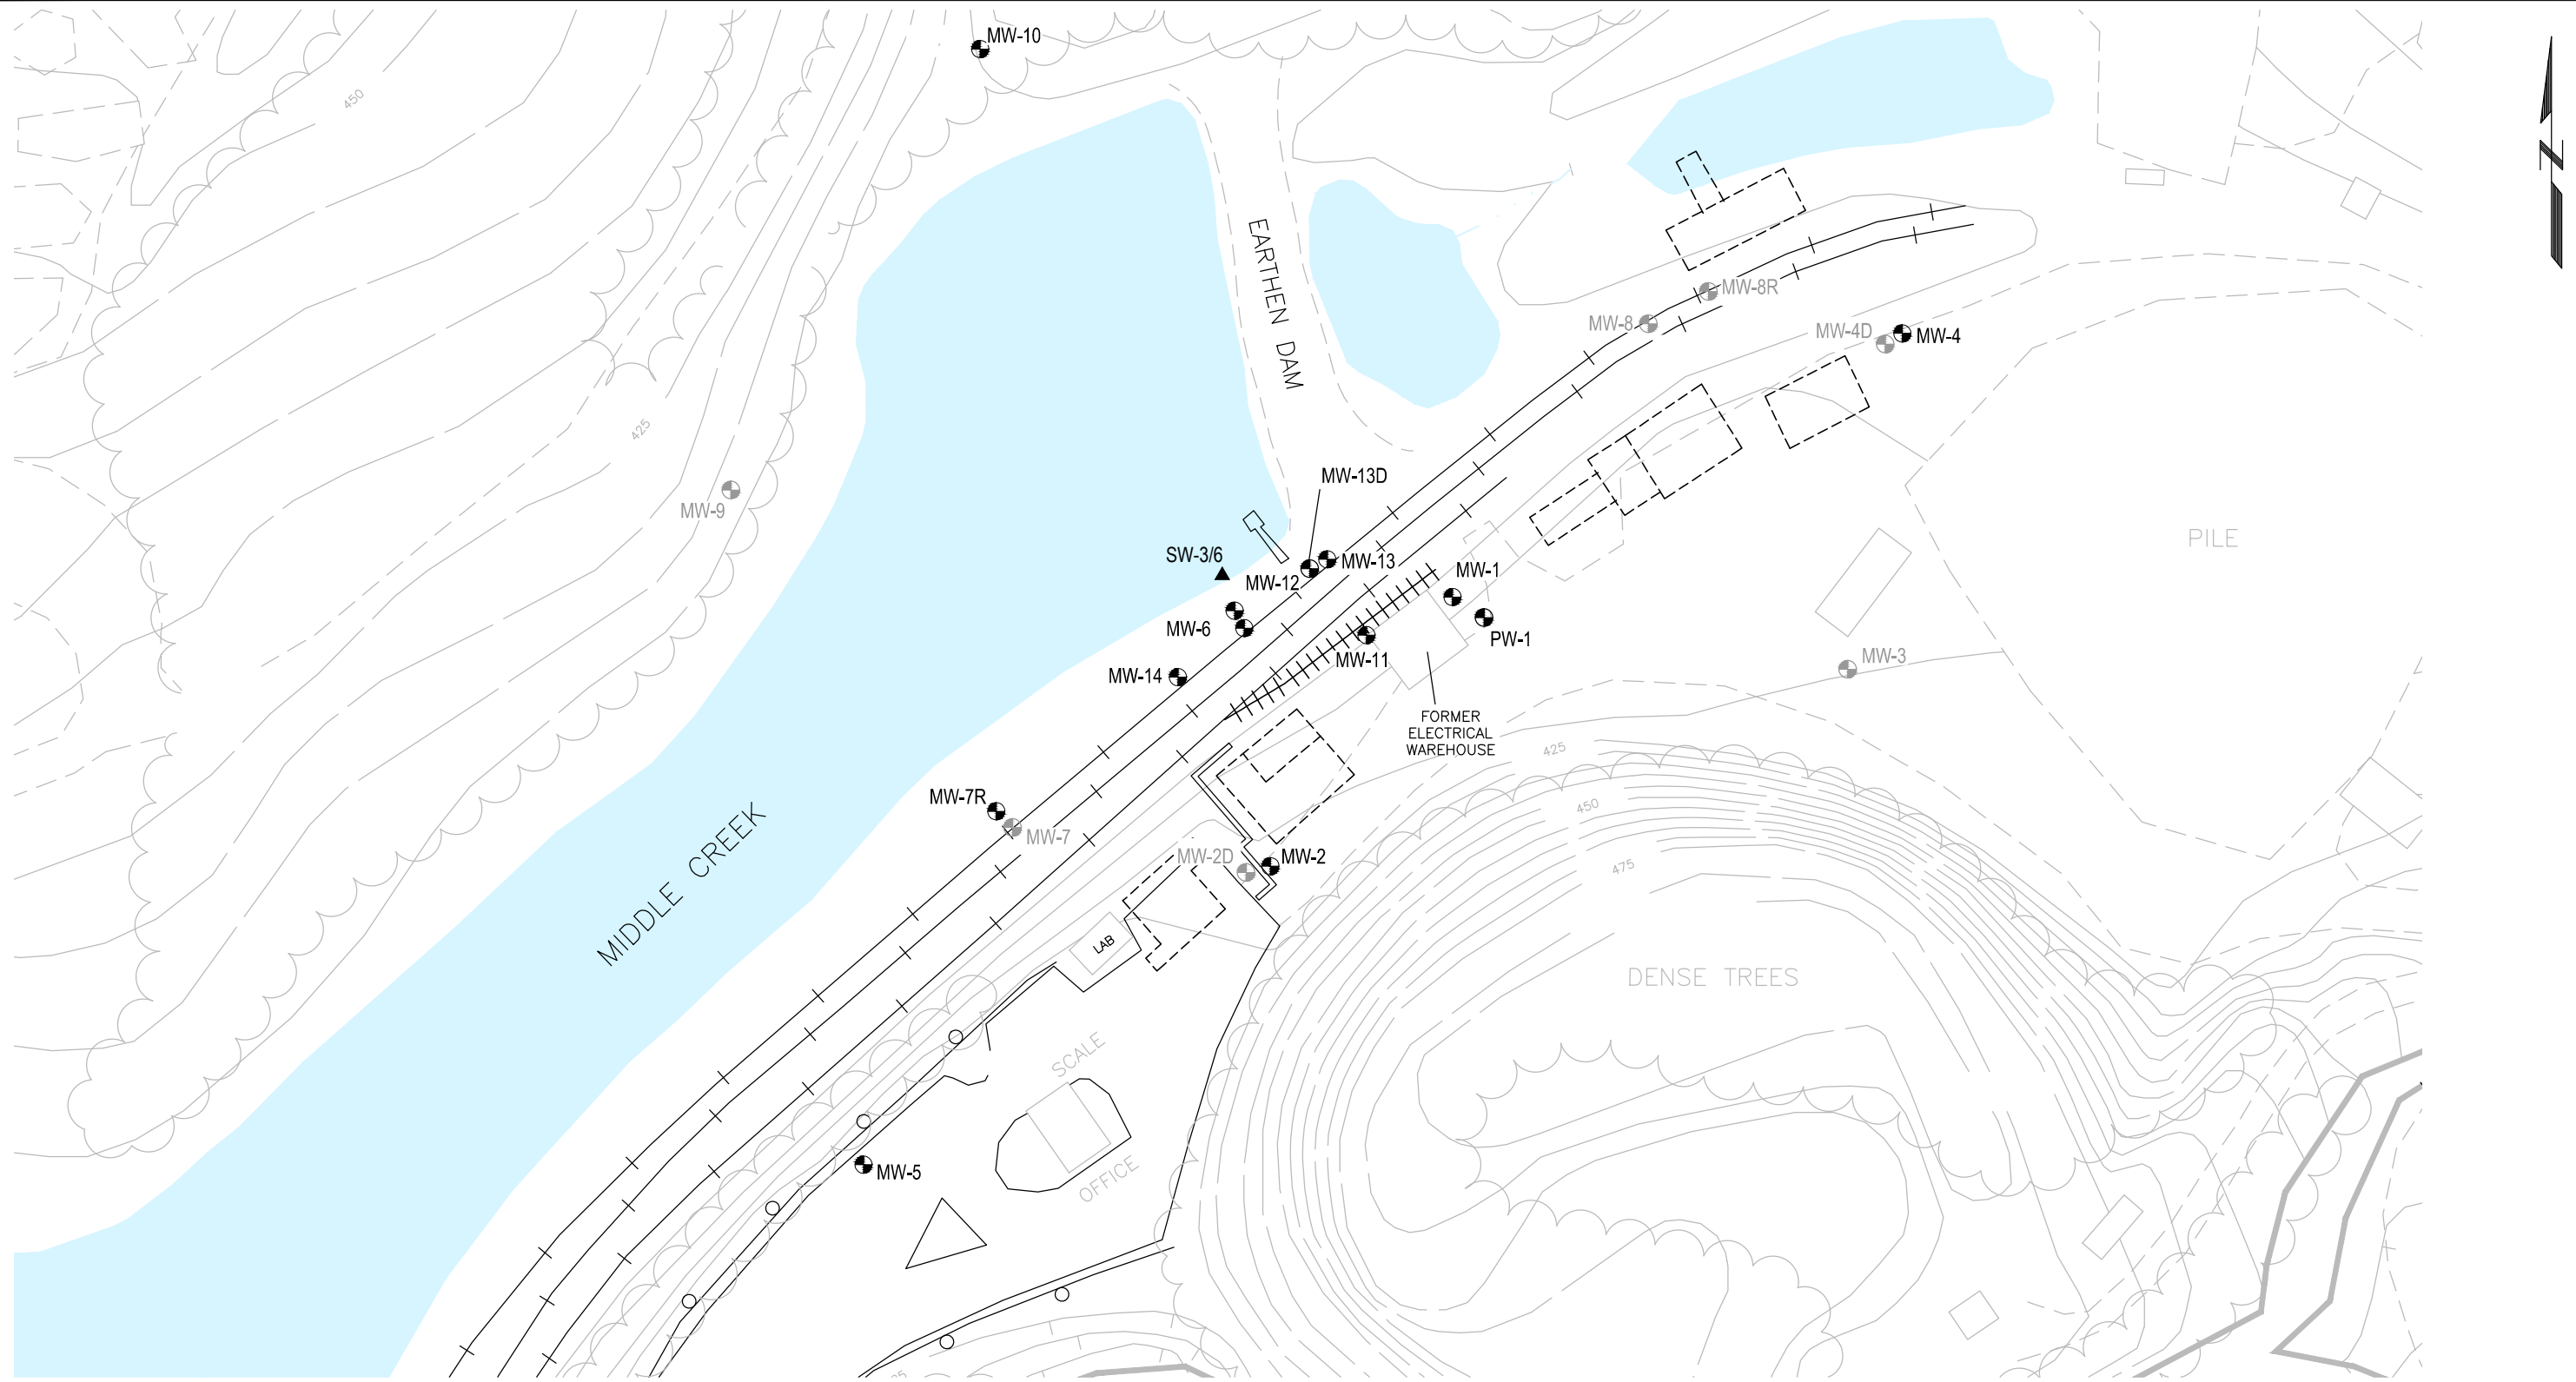 MW-10
450
N
EARTHEN DAM
MW-8R
MW-8
MW-4D
MW-4
425
MW-9
MW-13D
PILE
SW-3/6
MW-13
MW-12
MW-1
MW-6
PW-1
MW-11
MW-14
MW-3
FORMER
ELECTRICAL
WAREHOUSE
425
MW-7R
450
MW-7
MIDDLE CREEK
MW-2D
MW-2
475
LAB
DENSE TREES
SCALE
MW-5
OFFICE